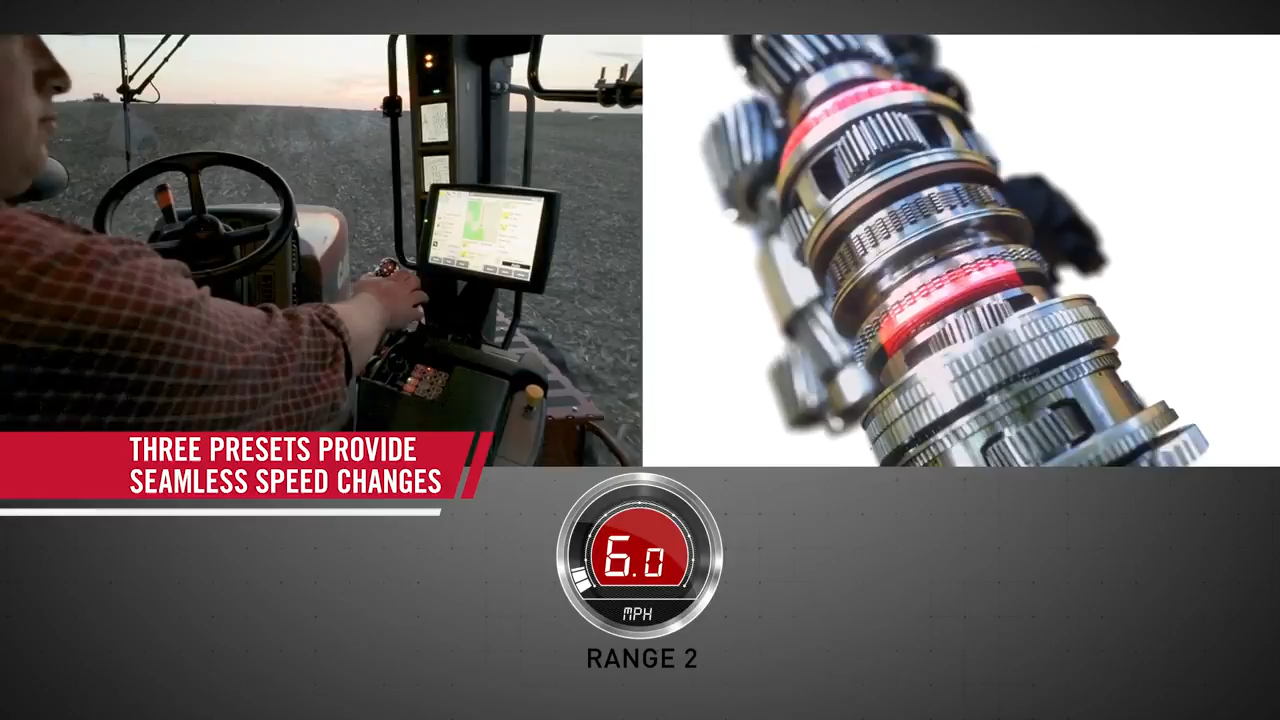 THREE PRESETS PROVIDE
SEAMLESS SPEED CHANGES
6.0
MPH
RANGE 2